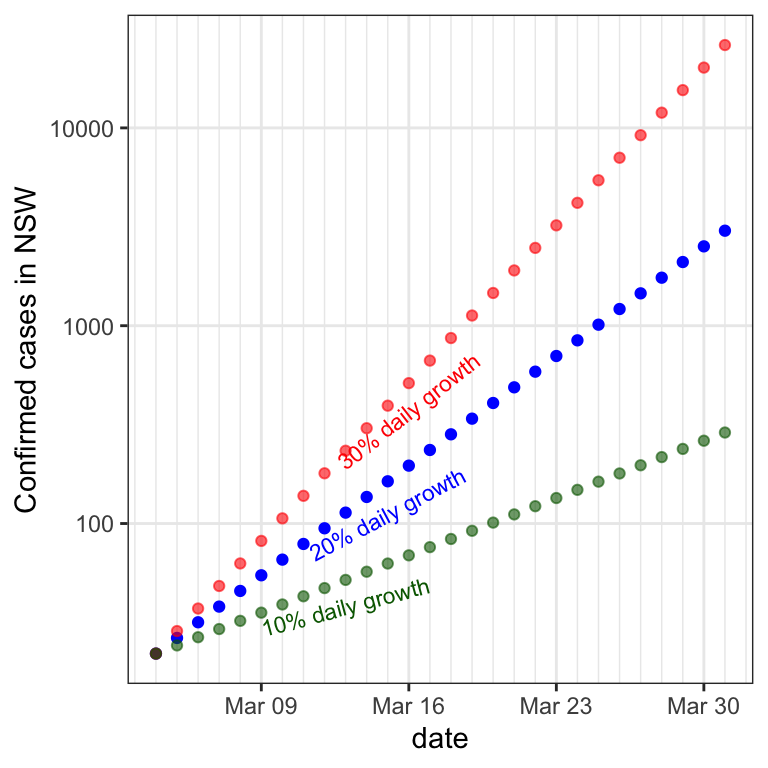 Confirmed cases in NSW
10000
1000
100
30% daily growth
20% daily growth
10% daily growth
Mar 09
Mar 16
Mar 23
Mar 30
date